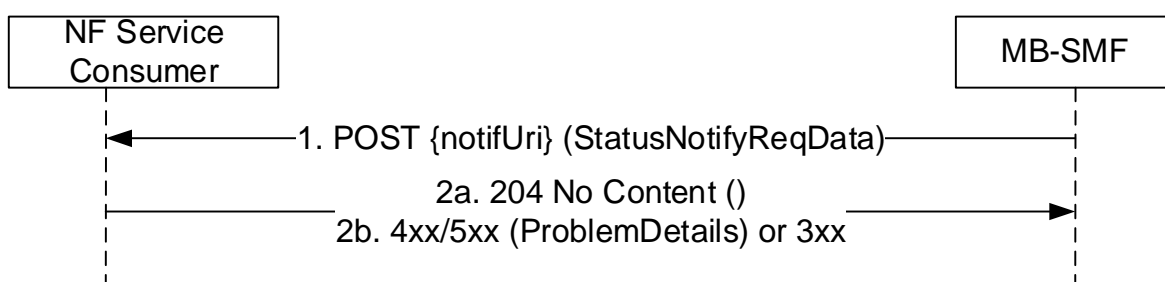 NF Service
Consumer
MB-SMF
1. POST {notifUri} (StatusNotifyReqData)
2a. 204 No Content ()
2b. 4xx/5xx (ProblemDetails) or 3xx